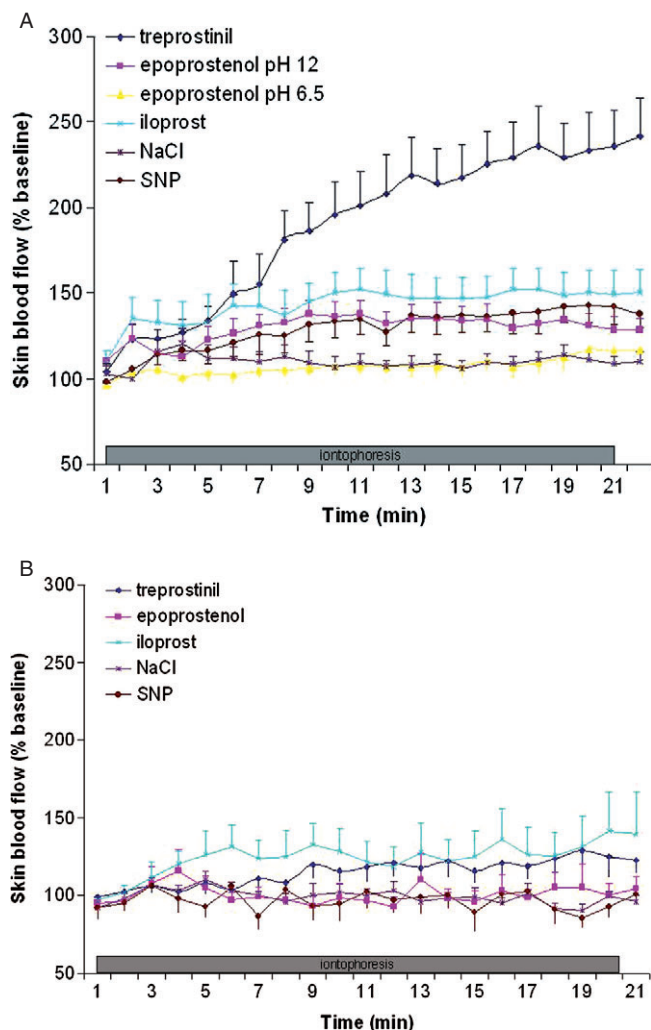 A
Skin blood flow (% baseline)
300
250
200
150
100
50
treprostinil
epoprostenol pH 12
epoprostenol pH 6.5
iloprost
NaCl
SNP
iontophoresis
1 3 5 7 9 11 13 15 17 19 21
Time (min)
B
Skin blood flow (% baseline)
300
250
200
150
100
50
treprostinil
epoprostenol
iloprost
NaCl
SNP
iontophoresis
1 3 5 7 9 11 13 15 17 19 21
Time (min)